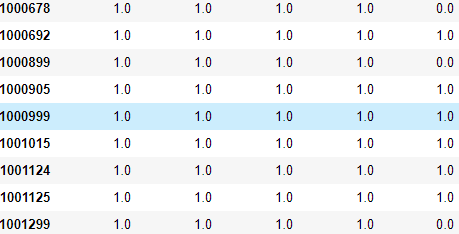 1000678 1.0 1.0 1.0 1.0 0.0
1000692 1.0 1.0 1.0 1.0 1.0
1000899 1.0 1.0 1.0 1.0 0.0
1000905 1.0 1.0 1.0 1.0 1.0
1000999 1.0 1.0 1.0 1.0 1.0
1001015 1.0 1.0 1.0 1.0 1.0
1001124 1.0 1.0 1.0 1.0 1.0
1001125 1.0 1.0 1.0 1.0 1.0
1001299 1.0 1.0 1.0 1.0 0.0